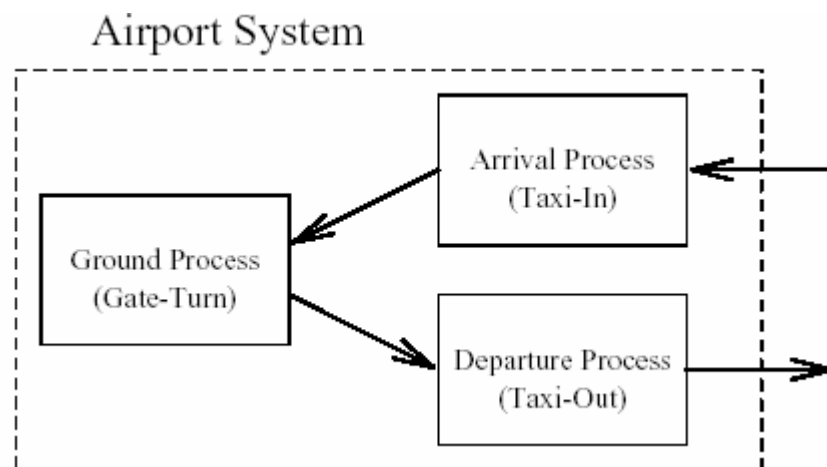 Airport System
Arrival Process
(Taxi-In)
Ground Process
(Gate-Turn)
Departure Process
(Taxi-Out)